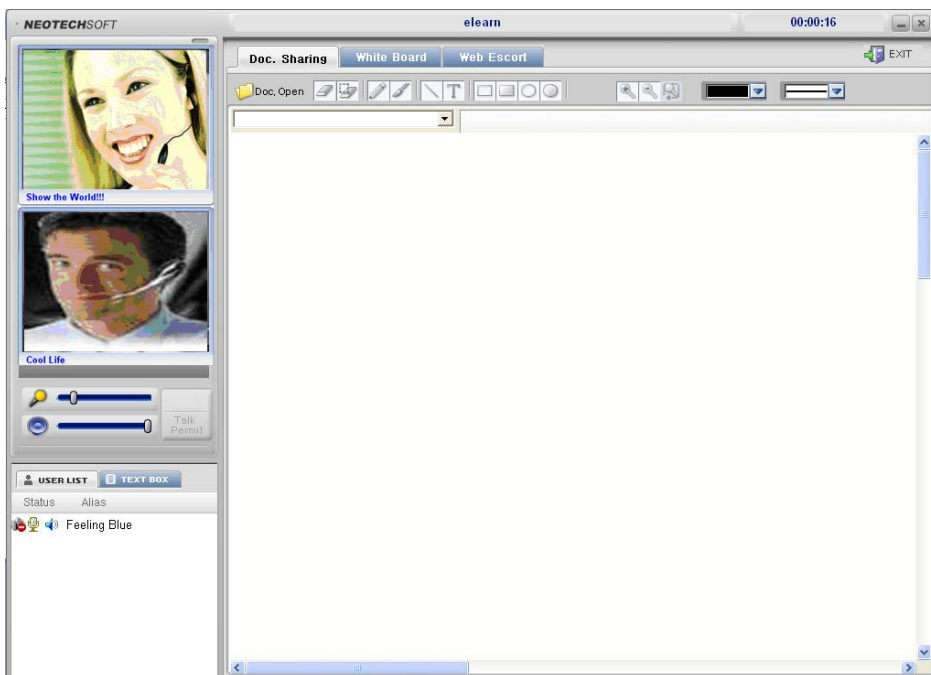 NEOTECHSOFT elearn 00:00:16
Doc. Sharing White Board Web Escort EXIT
Doc, Open T
Show the World!!!
Cool Life
Talk
Permit
USER LIST TEXT BOX
Status Alias
Feeling Blue